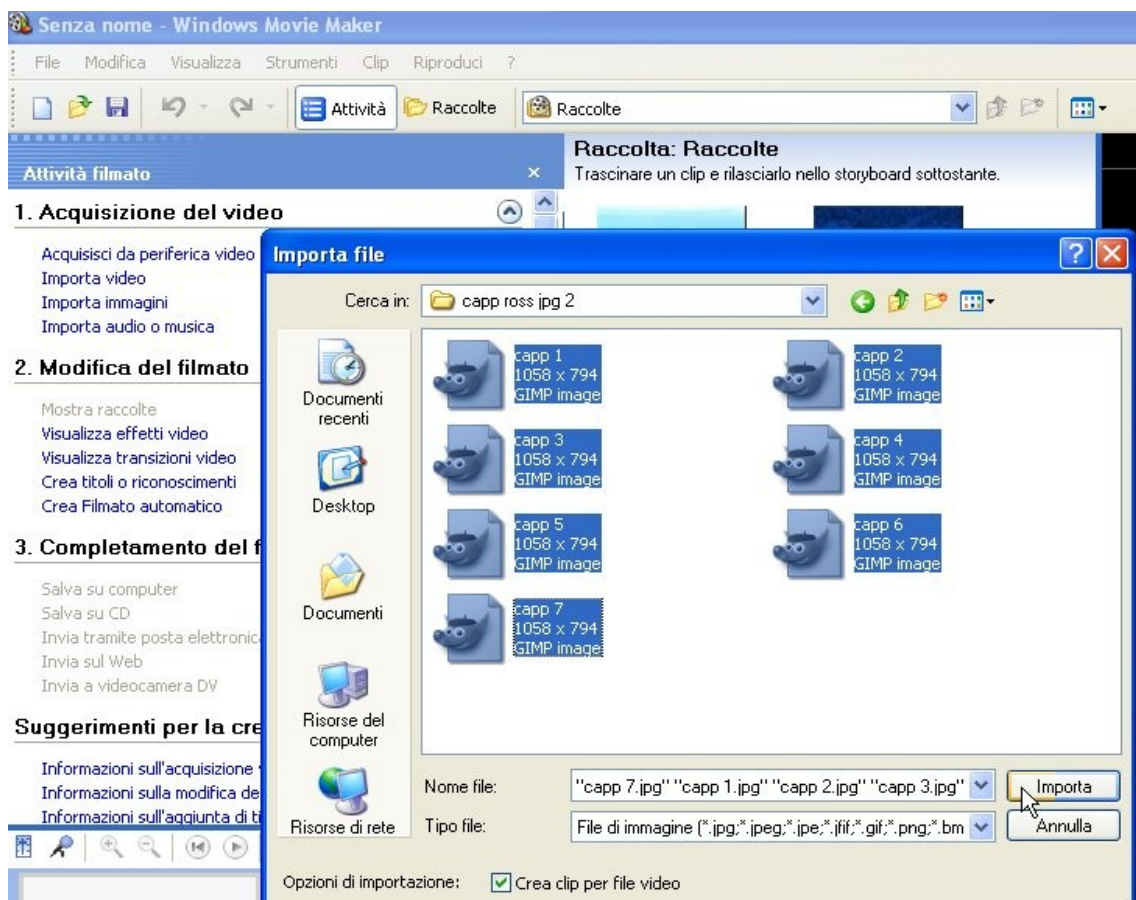 Senza nome - Windows Movie Maker
File Modifica Visualizza Strumenti Clip Riproduci ?
Attività Raccolte Raccolte
Attività filmato
Raccolta: Raccolte
Trascinare un clip e rilasciarlo nello storyboard sottostante.
1. Acquisizione del video
Acquisisci da periferica video
Importa video
Importa immagini
Importa audio o musica
2. Modifica del filmato
Mostra raccolte
Visualizza effetti video
Visualizza transizioni video
Crea titoli o riconoscimenti
Crea Filmato automatico
3. Completamento del f
Salva su computer
Salva su CD
Invia tramite posta elettronic
Invia sul Web
Invia a videocamera DV
Suggerimenti per la cre
Informazioni sull'acquisizione
Informazioni sulla modifica de
Informazioni sull'aggiunta di ti
Importa file
Cerca in: capp ross jpg 2
Documenti recenti
Desktop
Documenti
Risorse del computer
Risorse di rete
capp 1
1058 x 794
GIMP image
capp 2
1058 x 794
GIMP image
capp 3
1058 x 794
GIMP image
capp 4
1058 x 794
GIMP image
capp 5
1058 x 794
GIMP image
capp 6
1058 x 794
GIMP image
capp 7
1058 x 794
GIMP image
Nome file: "capp 7.jpg" "capp 1.jpg" "capp 2.jpg" "capp 3.jpg" Importa
Tipo file: File di immagine (*.jpg;*.jpeg;*.jpe;*.jfif;*.gif;*.png;*.bm Annulla
Opzioni di importazione: Crea clip per file video